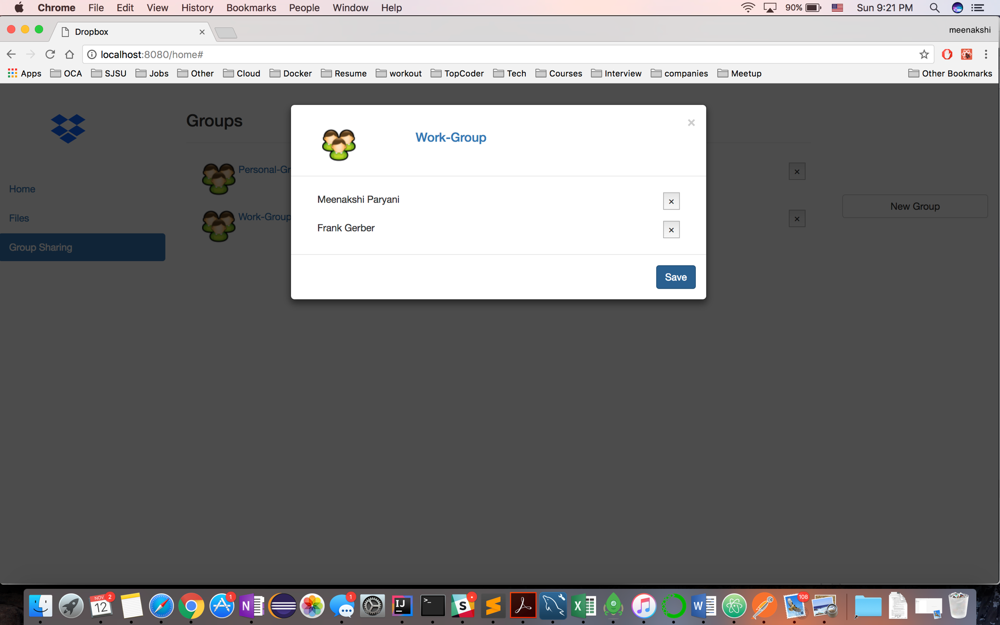 Chrome File Edit View History Bookmarks People Window Help 90% Sun 9:21 PM
Dropbox meenakshi
localhost:8080/home#
Apps OCA SJSU Jobs Other Cloud Docker Resume workout TopCoder Tech Courses Interview companies Meetup Other Bookmarks
Groups
×
Work-Group
Personal-Gr
×
Home
Meenakshi Paryani ×
New Group
Files
Work-Group
×
Frank Gerber ×
Group Sharing
Save
NOV 2 1 1 108
12 N IJ >_ S X W PDF